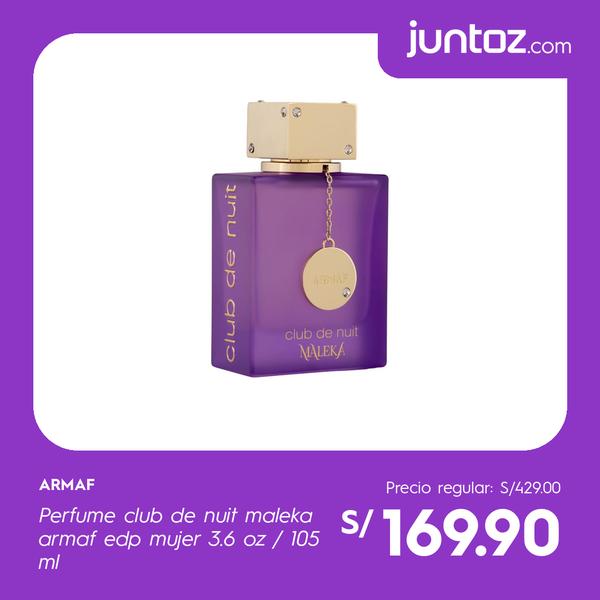 juntoz.com
club de nuit
ARMAF
club de nuit
MALEKA
ARMAF
Perfume club de nuit maleka
armaf edp mujer 3.6 oz / 105
ml
Precio regular: S/429.00
S/169.90